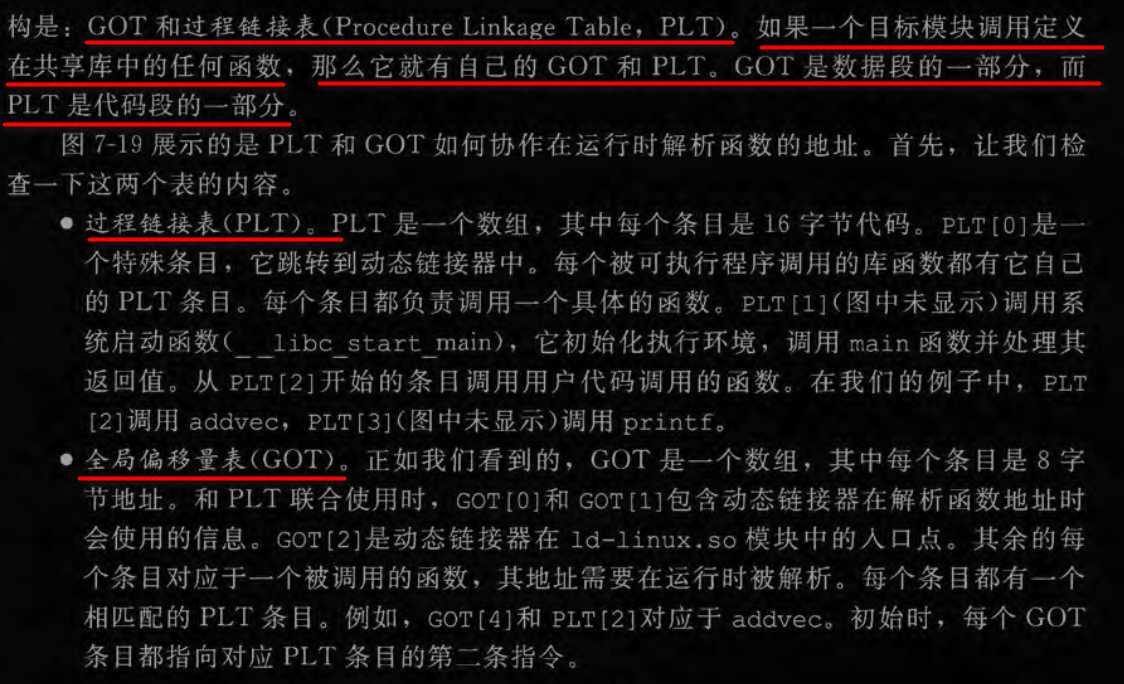 构是：GOT 和过程链接表(Procedure Linkage Table，PLT)。如果一个目标模块调用定义
在共享库中的任何函数，那么它就有自己的 GOT 和 PLT。GOT 是数据段的一部分，而
PLT 是代码段的一部分。
图 7-19 展示的是 PLT 和 GOT 如何协作在运行时解析函数的地址。首先，让我们检
查一下这两个表的内容。
● 过程链接表(PLT)。PLT 是一个数组，其中每个条目是 16 字节代码。PLT[0]是一
个特殊条目，它跳转到动态链接器中。每个被可执行程序调用的库函数都有它自己
的 PLT 条目。每个条目都负责调用一个具体的函数。PLT[1](图中未显示)调用系
统启动函数(__libc_start_main)，它初始化执行环境，调用 main 函数并处理其
返回值。从 PLT[2]开始的条目调用用户代码调用的函数。在我们的例子中，PLT
[2]调用 addvec，PLT[3](图中未显示)调用 printf。
● 全局偏移量表(GOT)。正如我们看到的，GOT 是一个数组，其中每个条目是 8 字
节地址。和 PLT 联合使用时，GOT[0]和 GOT[1]包含动态链接器在解析函数地址时
会使用的信息。GOT[2]是动态链接器在 ld-linux.so 模块中的入口点。其余的每
个条目对应于一个被调用的函数，其地址需要在运行时被解析。每个条目都有一个
相匹配的 PLT 条目。例如，GOT[4]和 PLT[2]对应于 addvec。初始时，每个 GOT
条目都指向对应 PLT 条目的第二条指令。